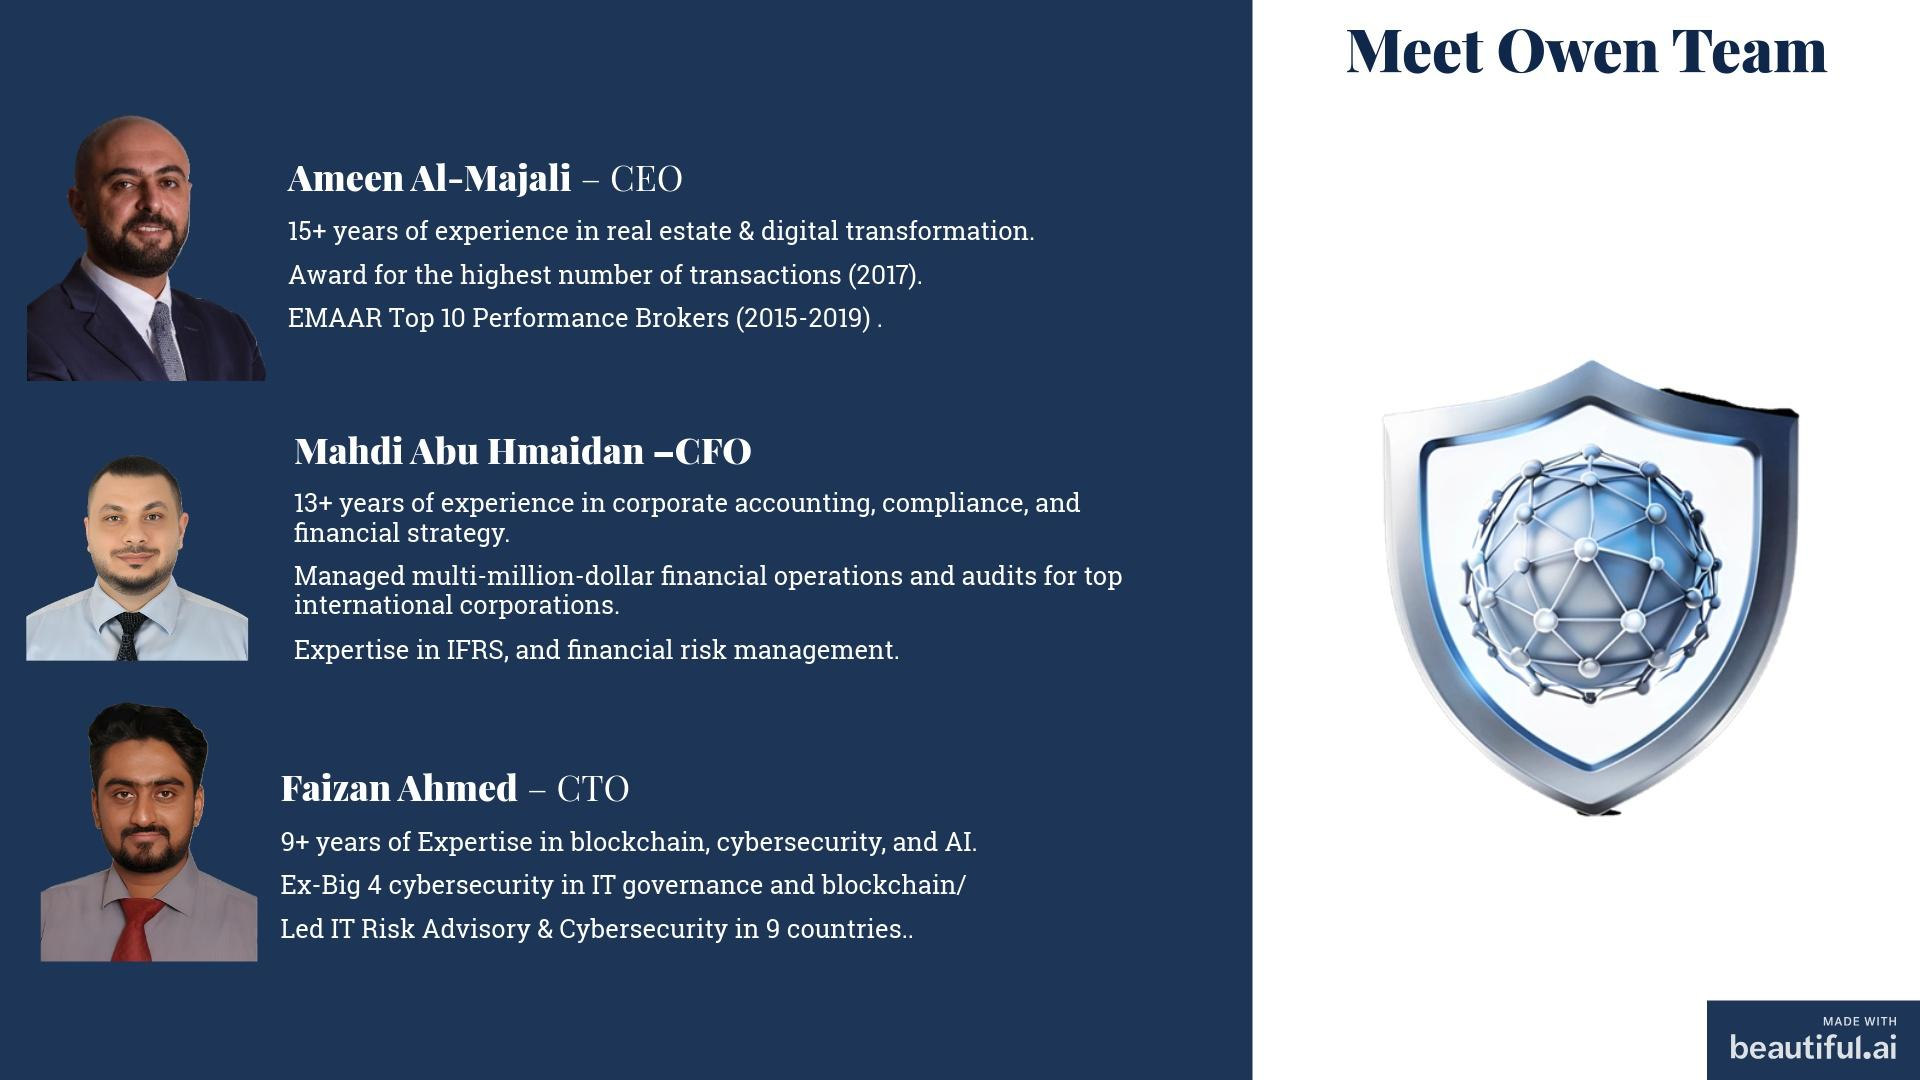 Meet Owen Team
Ameen Al-Majali – CEO
15+ years of experience in real estate & digital transformation.
Award for the highest number of transactions (2017).
EMAAR Top 10 Performance Brokers (2015-2019) .
Mahdi Abu Hmaidan –CFO
13+ years of experience in corporate accounting, compliance, and
financial strategy.
Managed multi-million-dollar financial operations and audits for top
international corporations.
Expertise in IFRS, and financial risk management.
Faizan Ahmed – CTO
9+ years of Expertise in blockchain, cybersecurity, and AI.
Ex-Big 4 cybersecurity in IT governance and blockchain/
Led IT Risk Advisory & Cybersecurity in 9 countries..
MADE WITH
beautiful.ai